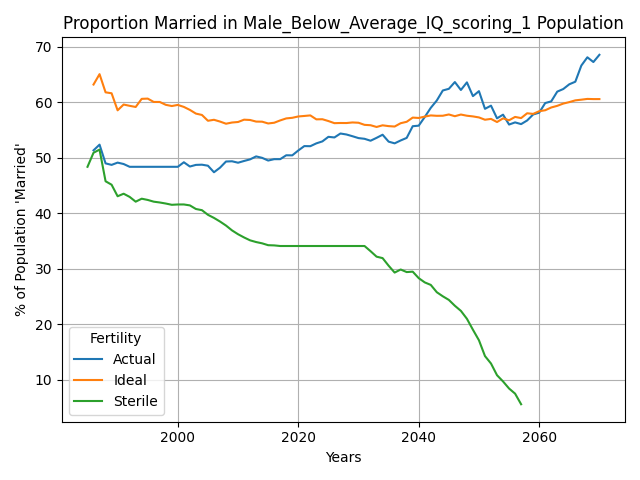 Proportion Married in Male_Below_Average_IQ_scoring_1 Population
% of Population 'Married'
70
60
50
40
30
20
10
Fertility
Actual
Ideal
Sterile
2000 2020 2040 2060
Years